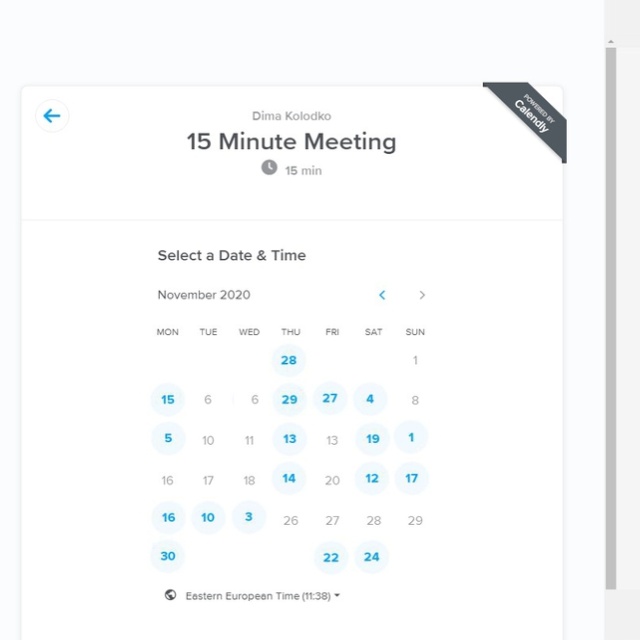 POWERED BY
Calendly
Dima Kolodko
15 Minute Meeting
15 min
Select a Date & Time
November 2020
MON TUE WED THU FRI SAT SUN
28 1
15 6 6 29 27 4 8
5 10 11 13 13 19 1
16 17 18 14 20 12 17
16 10 3 26 27 28 29
30 22 24
Eastern European Time (11:38)